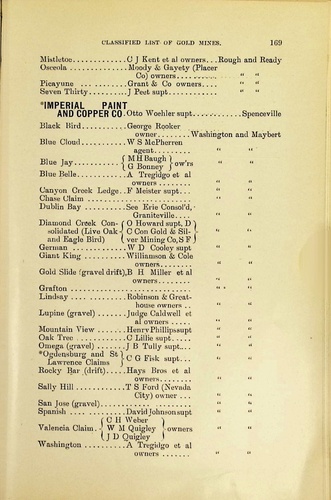 CLASSIFIED LIST OF GOLD MINES. 169
Mistletoe.............C J Kent et al owners...Rough and Ready
Osceola ..............Moody & Gayety (Placer
Co) owners....... " "
Picayune .............Grant & Co owners.... " "
Seven Thirty..........J Peet supt........... " "
*IMPERIAL PAINT
AND COPPER CO. Otto Woehler supt..........Spenceville
Black Bird............George Rooker
owner........Washington and Maybert
Blue Cloud............W S McPherren
agent......... " "
Blue Jay............{ M H Baugh } ow'rs
{ G Bonney } " "
Blue Belle............A Tregidgo et al
owners ........ " "
Canyon Creek Ledge..F Meister supt... " "
Chase Claim ......................... " "
Dublin Bay .......... See Erie Consol'd,
Graniteville.... " "
Diamond Creek Con- { O Howard supt, D }
solidated (Live Oak { C Con Gold & Sil- } " "
and Eagle Bird) { ver Mining Co, S F }
German ..............W D Cooley supt " "
Giant King ...........Williamson & Cole
owners......... " "
Gold Slide (gravel drift), B H Miller et al
owners......... " "
Grafton ............................. " "
Lindsay ..............Robinson & Great-
house owners .. " "
Lupine (gravel) .......Judge Caldwell et
al owners ..... " "
Mountain View .......Henry Phillips supt " "
Oak Tree .............C Lillie supt..... " "
Omega (gravel) .......J B Tully supt... " "
*Ogdensburg and St } C G Fisk supt... " "
Lawrence Claims }
Rocky Bar (drift).....Hays Bros et al
owners........ " "
Sally Hill .............T S Ford (Nevada
City) owner ... " "
San Jose (gravel)..................... " "
Spanish ..............David Johnson supt " "
{ C H Weber }
Valencia Claim. { W M Quigley } owners " "
{ J D Quigley }
Washington ..........A Tregidgo et al
owners ....... " "